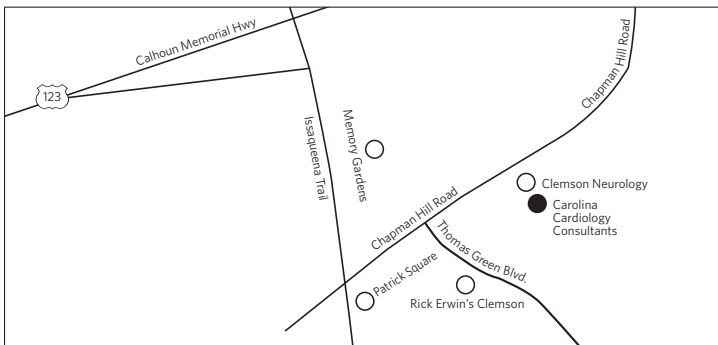 Calhoun Memorial Hwy
123
Chapman Hill Road
Issaqueena Trail
Memory Gardens
Clemson Neurology
Carolina
Cardiology
Consultants
Chapman Hill Road
Thomas Green Blvd.
Patrick Square
Rick Erwin's Clemson